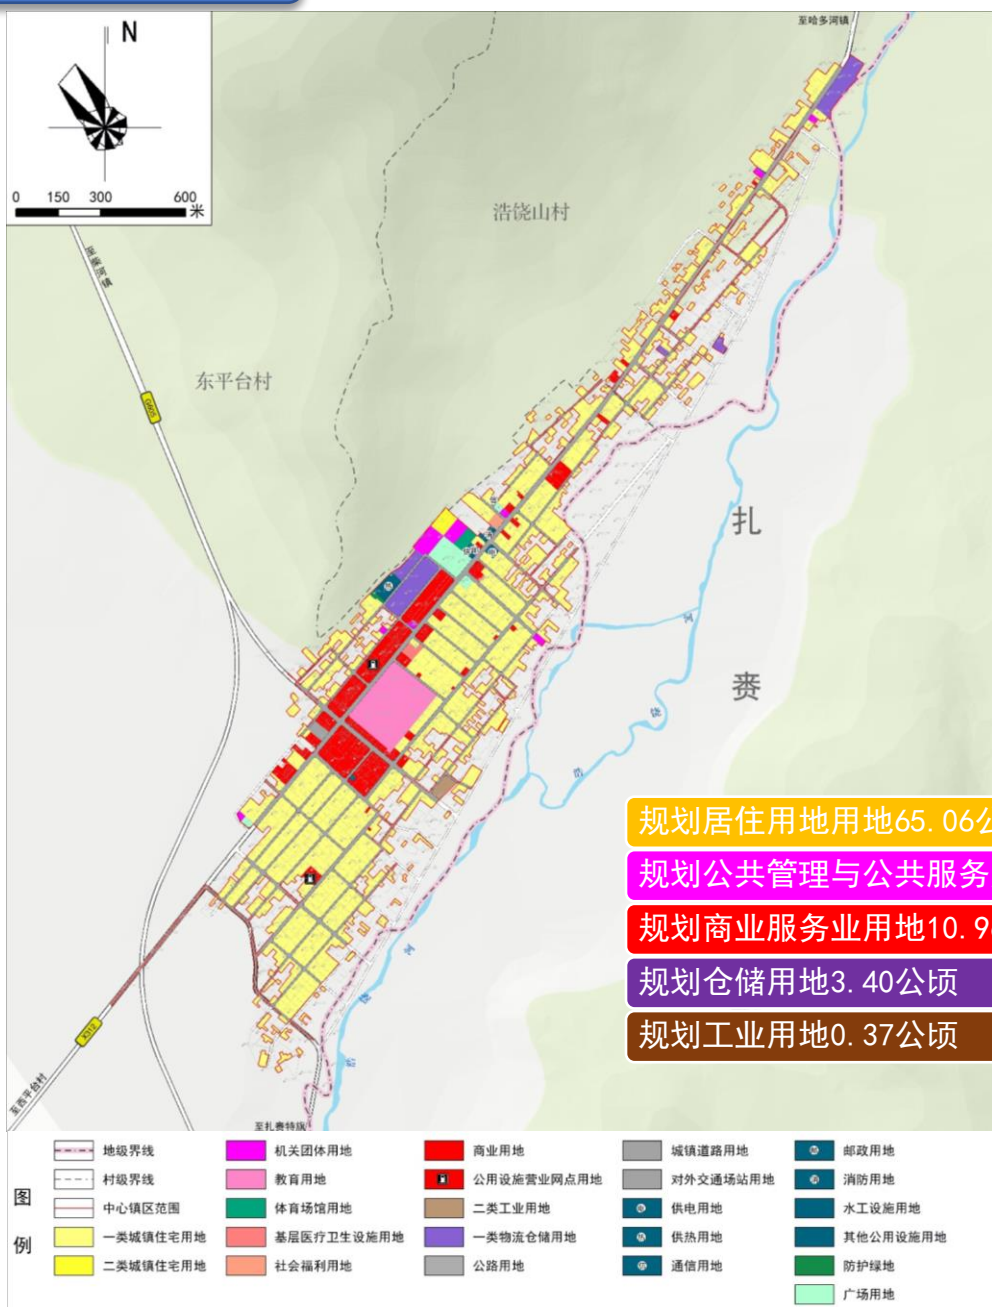 N
0 150 300 600
米
至哈多河镇
至柴河镇
浩饶山村
东平台村
G905
扎
赉
河
绰
浩
规划居住用地用地65.06公
规划公共管理与公共服务
规划商业服务业用地10.9
规划仓储用地3.40公顷
规划工业用地0.37公顷
X312
至西平台村
至扎赉特旗
图例
地级界线
村级界线
中心镇区范围
一类城镇住宅用地
二类城镇住宅用地
机关团体用地
教育用地
体育场馆用地
基层医疗卫生设施用地
社会福利用地
商业用地
公用设施营业网点用地
二类工业用地
一类物流仓储用地
公路用地
城镇道路用地
对外交通场站用地
供电用地
供热用地
通信用地
邮政用地
消防用地
水工设施用地
其他公用设施用地
防护绿地
广场用地